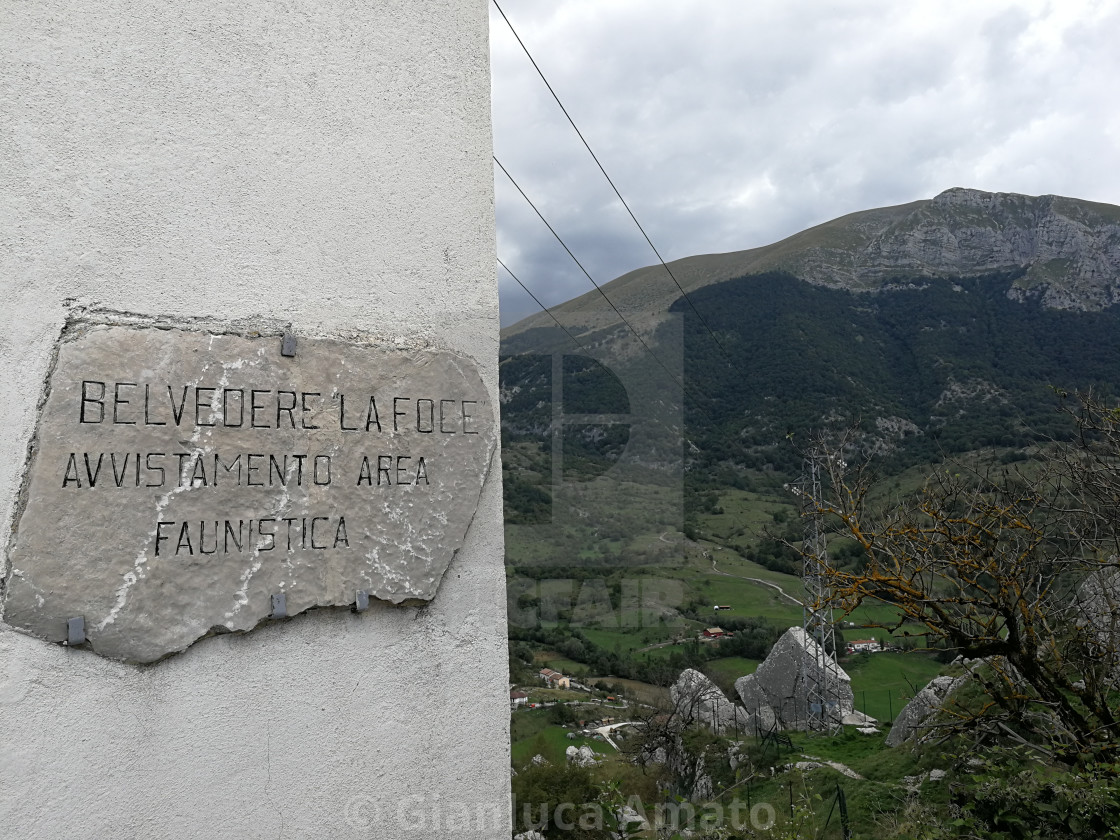 BELVEDERE "LA FOCE"
AVVISTAMENTO AREA
FAUNISTICA
© Gianluca Amato